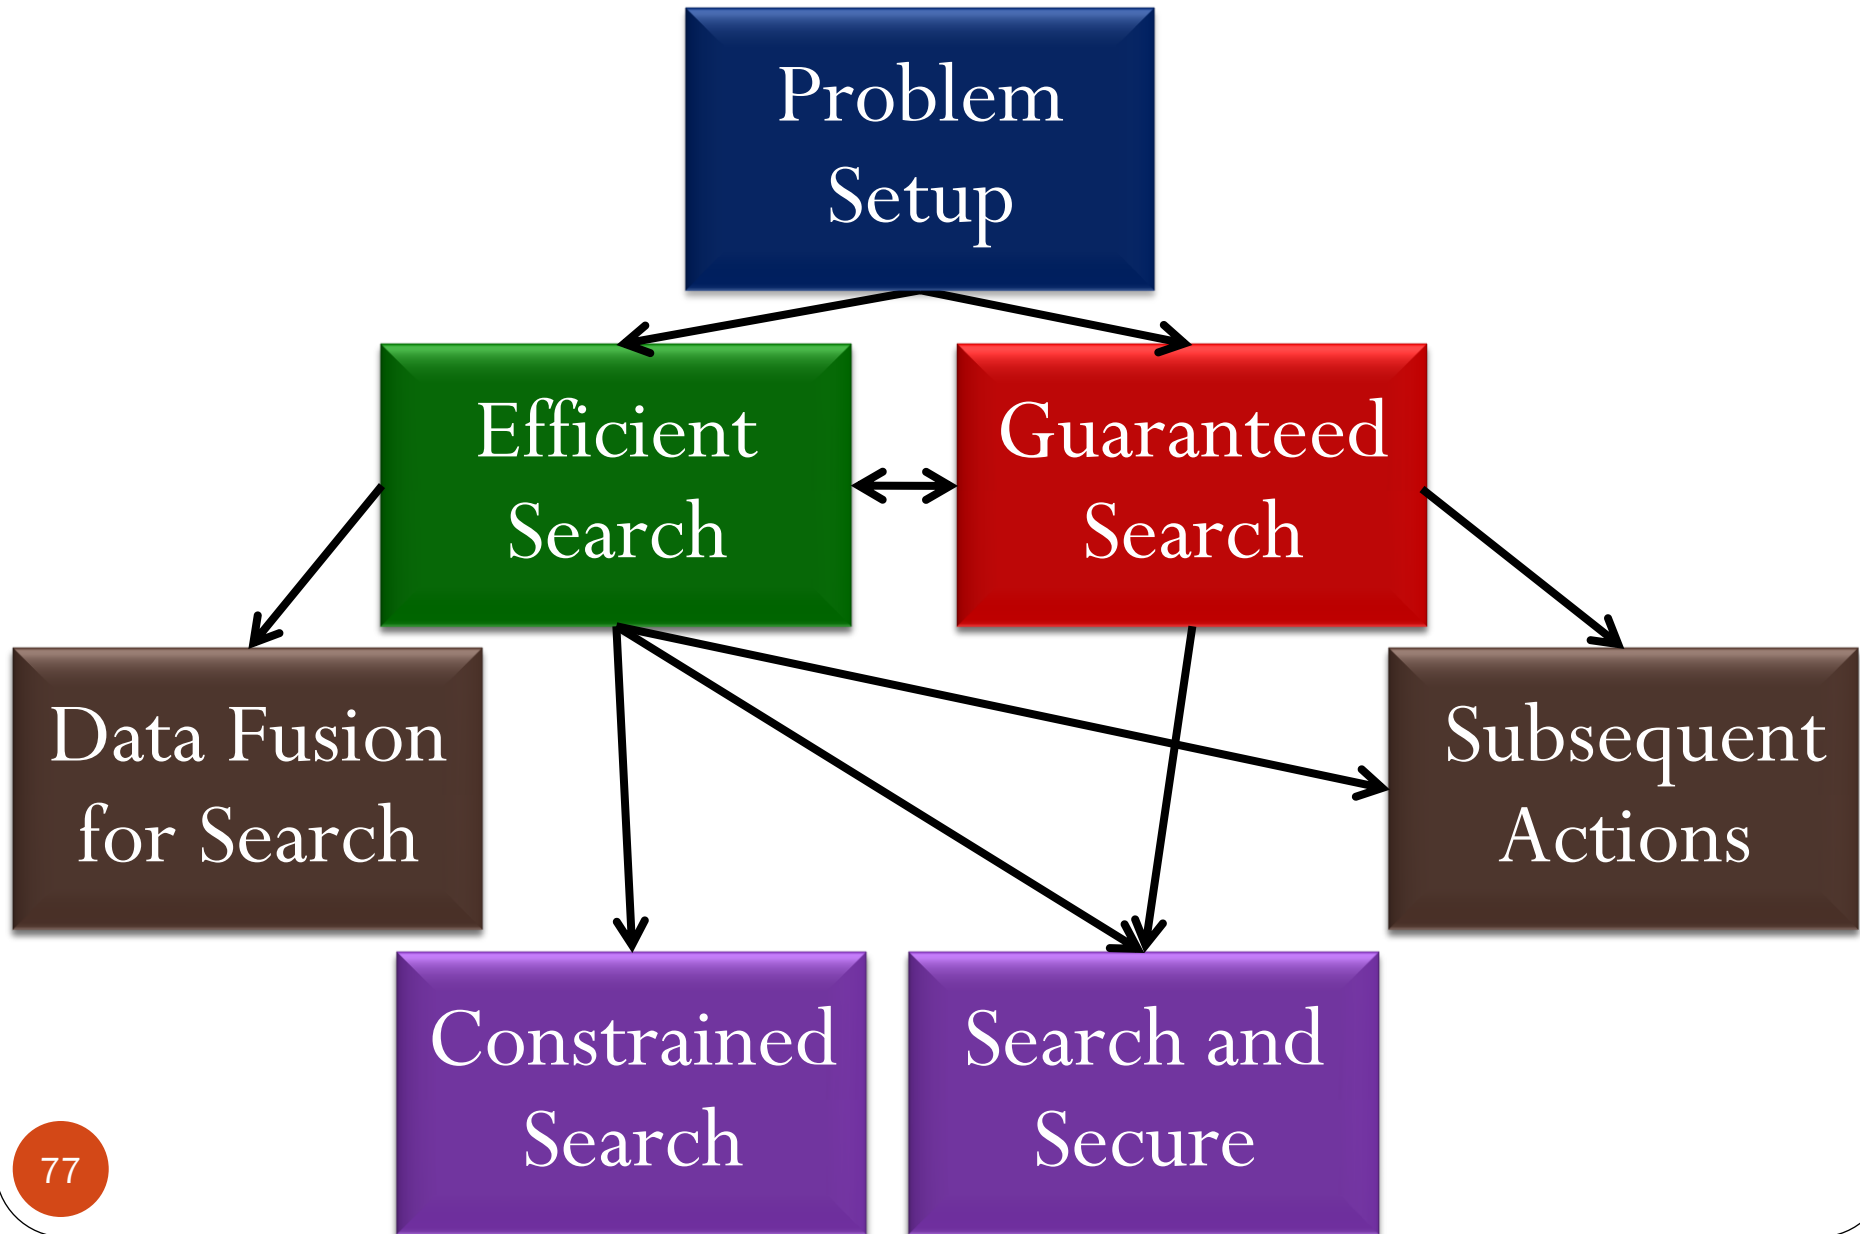 Problem
Setup
Efficient
Search
Guaranteed
Search
Data Fusion
for Search
Subsequent
Actions
Constrained
Search
Search and
Secure
77